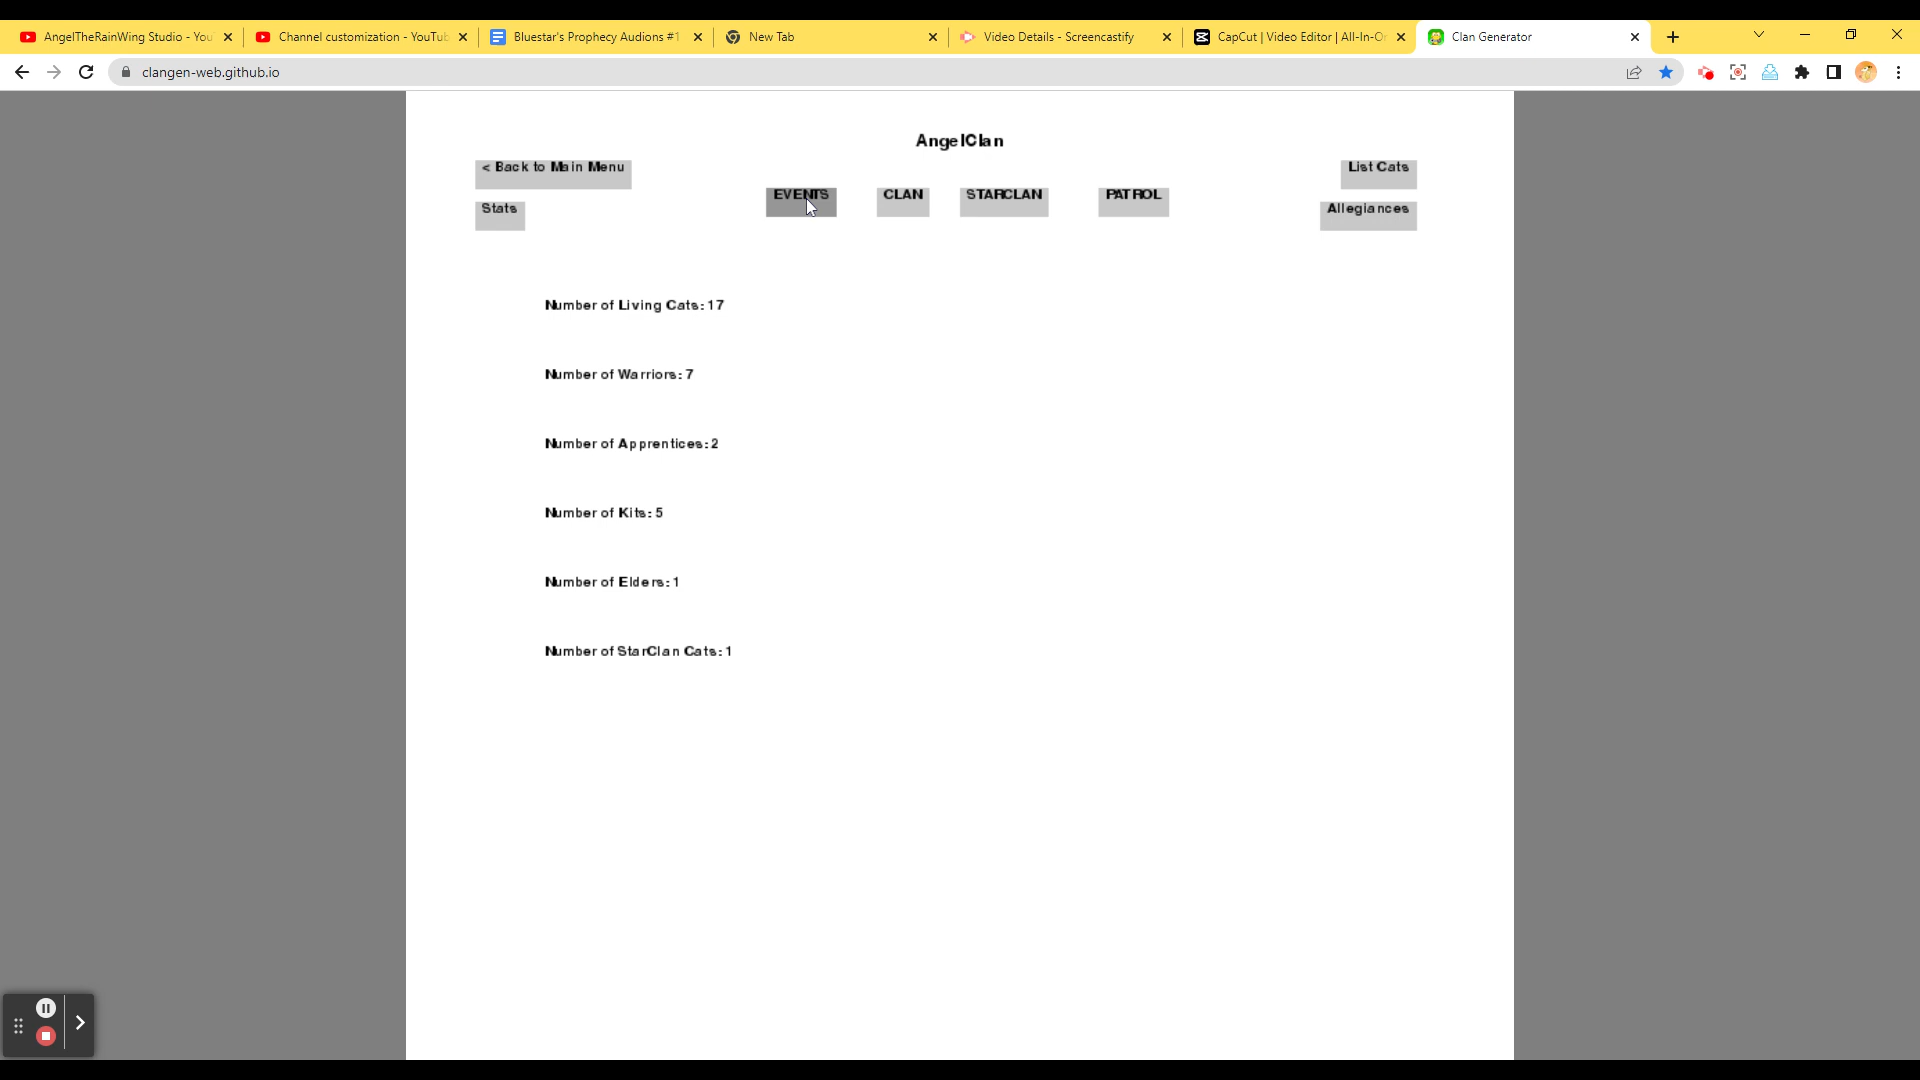 AngelTheRainWing Studio - You
Channel customization - YouTub
Bluestar's Prophecy Audions #1
New Tab
Video Details - Screencastify
CapCut | Video Editor | All-In-On
Clan Generator
clangen-web.github.io
AngelClan
< Back to Main Menu
List Cats
EVENTS
CLAN
STARCLAN
PATROL
Stats
Allegiances
Number of Living Cats: 17
Number of Warriors: 7
Number of Apprentices: 2
Number of Kits: 5
Number of Elders: 1
Number of StarClan Cats: 1